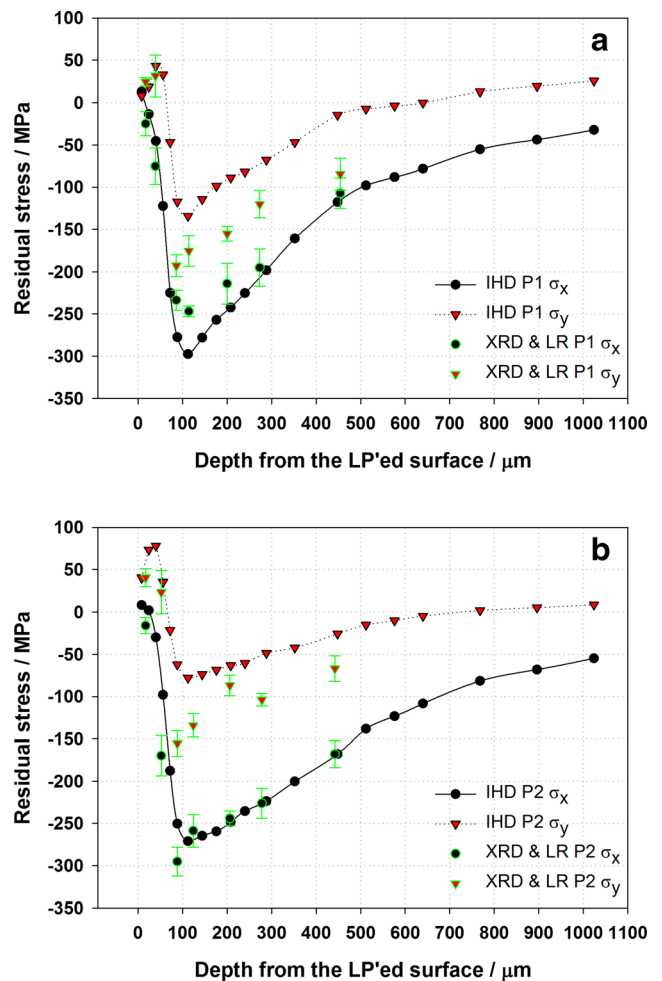 a
100
50
0
-50
-100
-150
-200
-250
-300
-350
Residual stress / MPa
IHD P1 σx
IHD P1 σy
XRD & LR P1 σx
XRD & LR P1 σy
0 100 200 300 400 500 600 700 800 900 1000 1100
Depth from the LP'ed surface / μm
b
100
50
0
-50
-100
-150
-200
-250
-300
-350
Residual stress / MPa
IHD P2 σx
IHD P2 σy
XRD & LR P2 σx
XRD & LR P2 σy
0 100 200 300 400 500 600 700 800 900 1000 1100
Depth from the LP'ed surface / μm